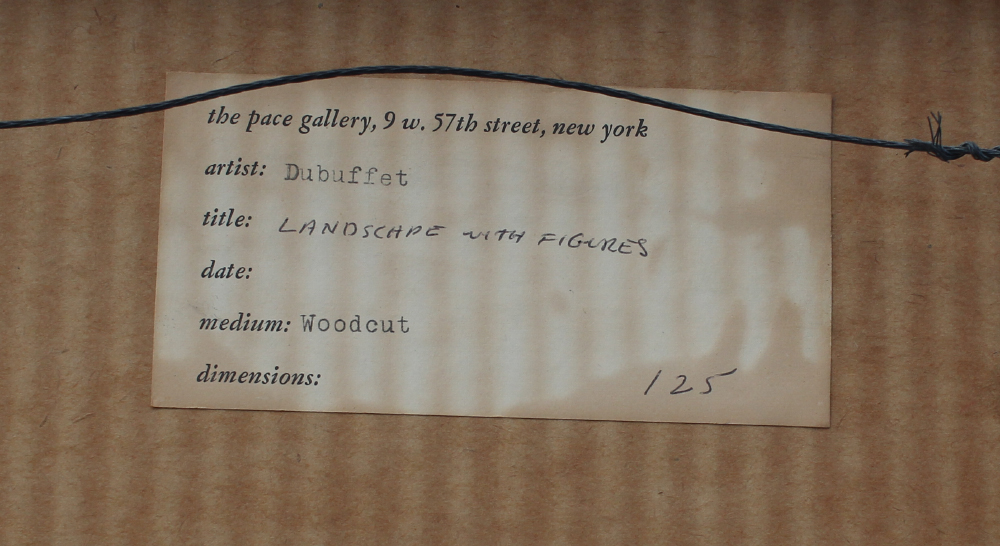 the pace gallery, 9 w. 57th street, new york
artist: Dubuffet
title: LANDSCAPE WITH FIGURES
date:
medium: Woodcut
dimensions:
125